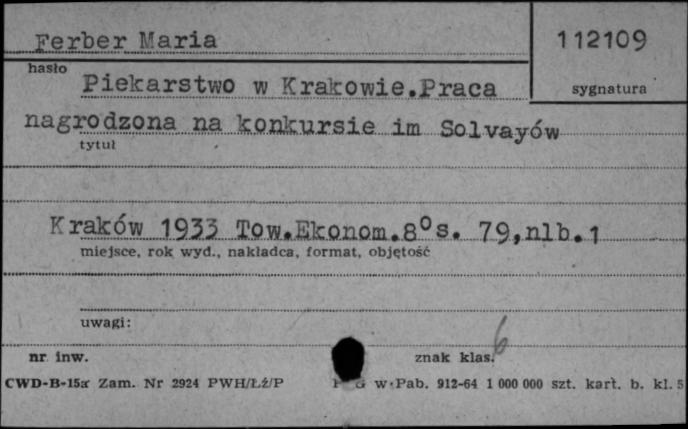 Ferber Maria
112109
hasło
Piekarstwo w Krakowie.Praca
sygnatura
nagrodzona na konkursie im Solvayów
tytuł
Kraków 1933 Tow.Ekonom.8⁰s. 79,nlb.1
miejsce, rok wyd., nakładca, format, objętość
uwagi:
6
nr inw.
znak klas.
CWD-B-15a Zam. Nr 2924 PWH/Łź/P
G w Pab. 912-64 1 000 000 szt. kart. b. kl. 5